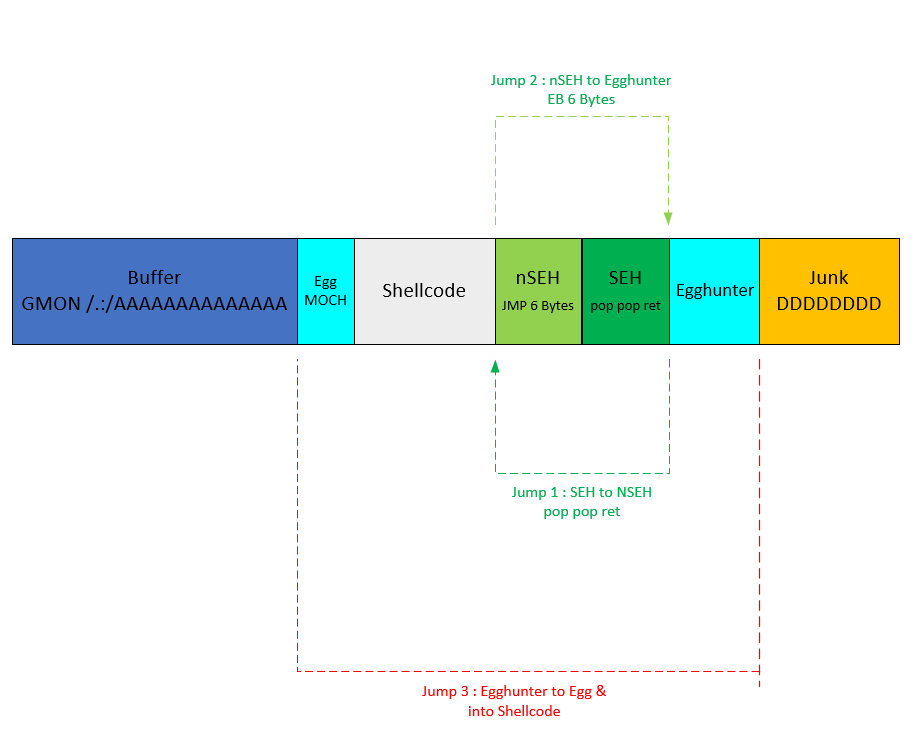 Jump 2 : nSEH to Egghunter
EB 6 Bytes
Buffer
GMON /.:/AAAAAAAAAAAAAA
Egg
MOCH
Shellcode
nSEH
JMP 6 Bytes
SEH
pop pop ret
Egghunter
Junk
DDDDDDDD
Jump 1 : SEH to NSEH
pop pop ret
Jump 3 : Egghunter to Egg &
into Shellcode